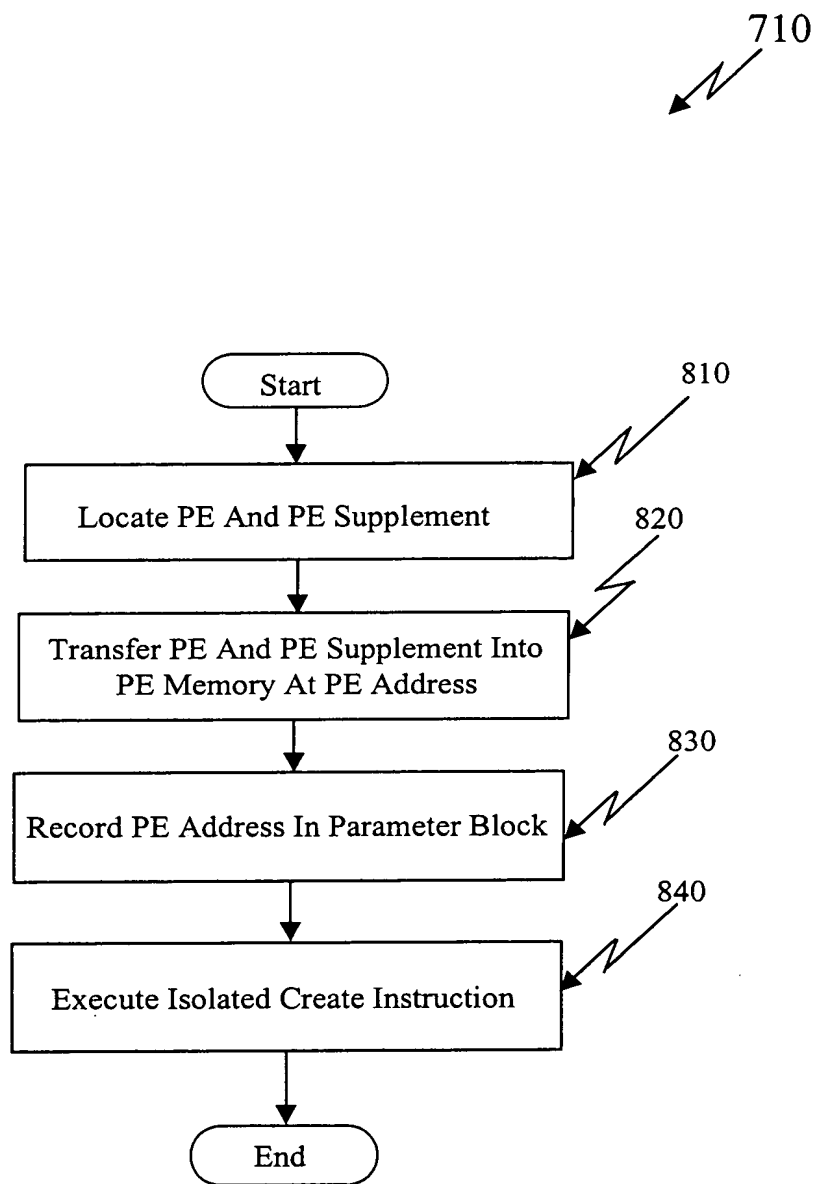 710
Start
810
Locate PE And PE Supplement
820
Transfer PE And PE Supplement Into
PE Memory At PE Address
830
Record PE Address In Parameter Block
840
Execute Isolated Create Instruction
End